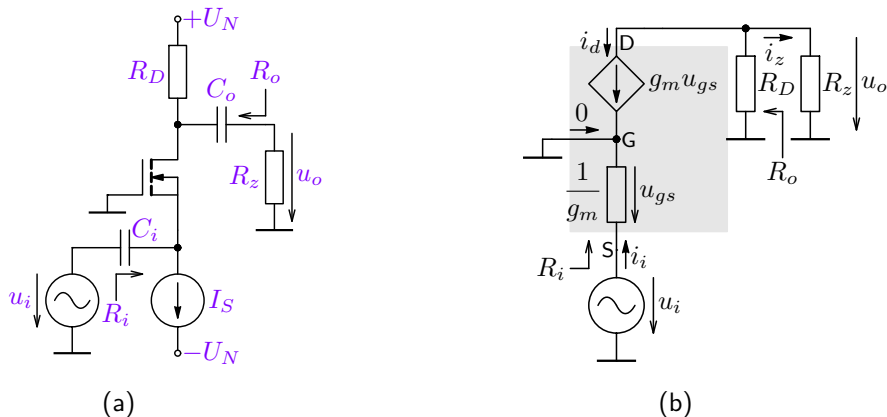 +U_N
R_D
C_o
R_o
R_z
u_o
C_i
u_i
R_i
I_S
−U_N
(a)
i_d
D
g_m u_gs
i_z
R_D
R_z
u_o
0
G
R_o
1
g_m
u_gs
S
R_i
i_i
u_i
(b)